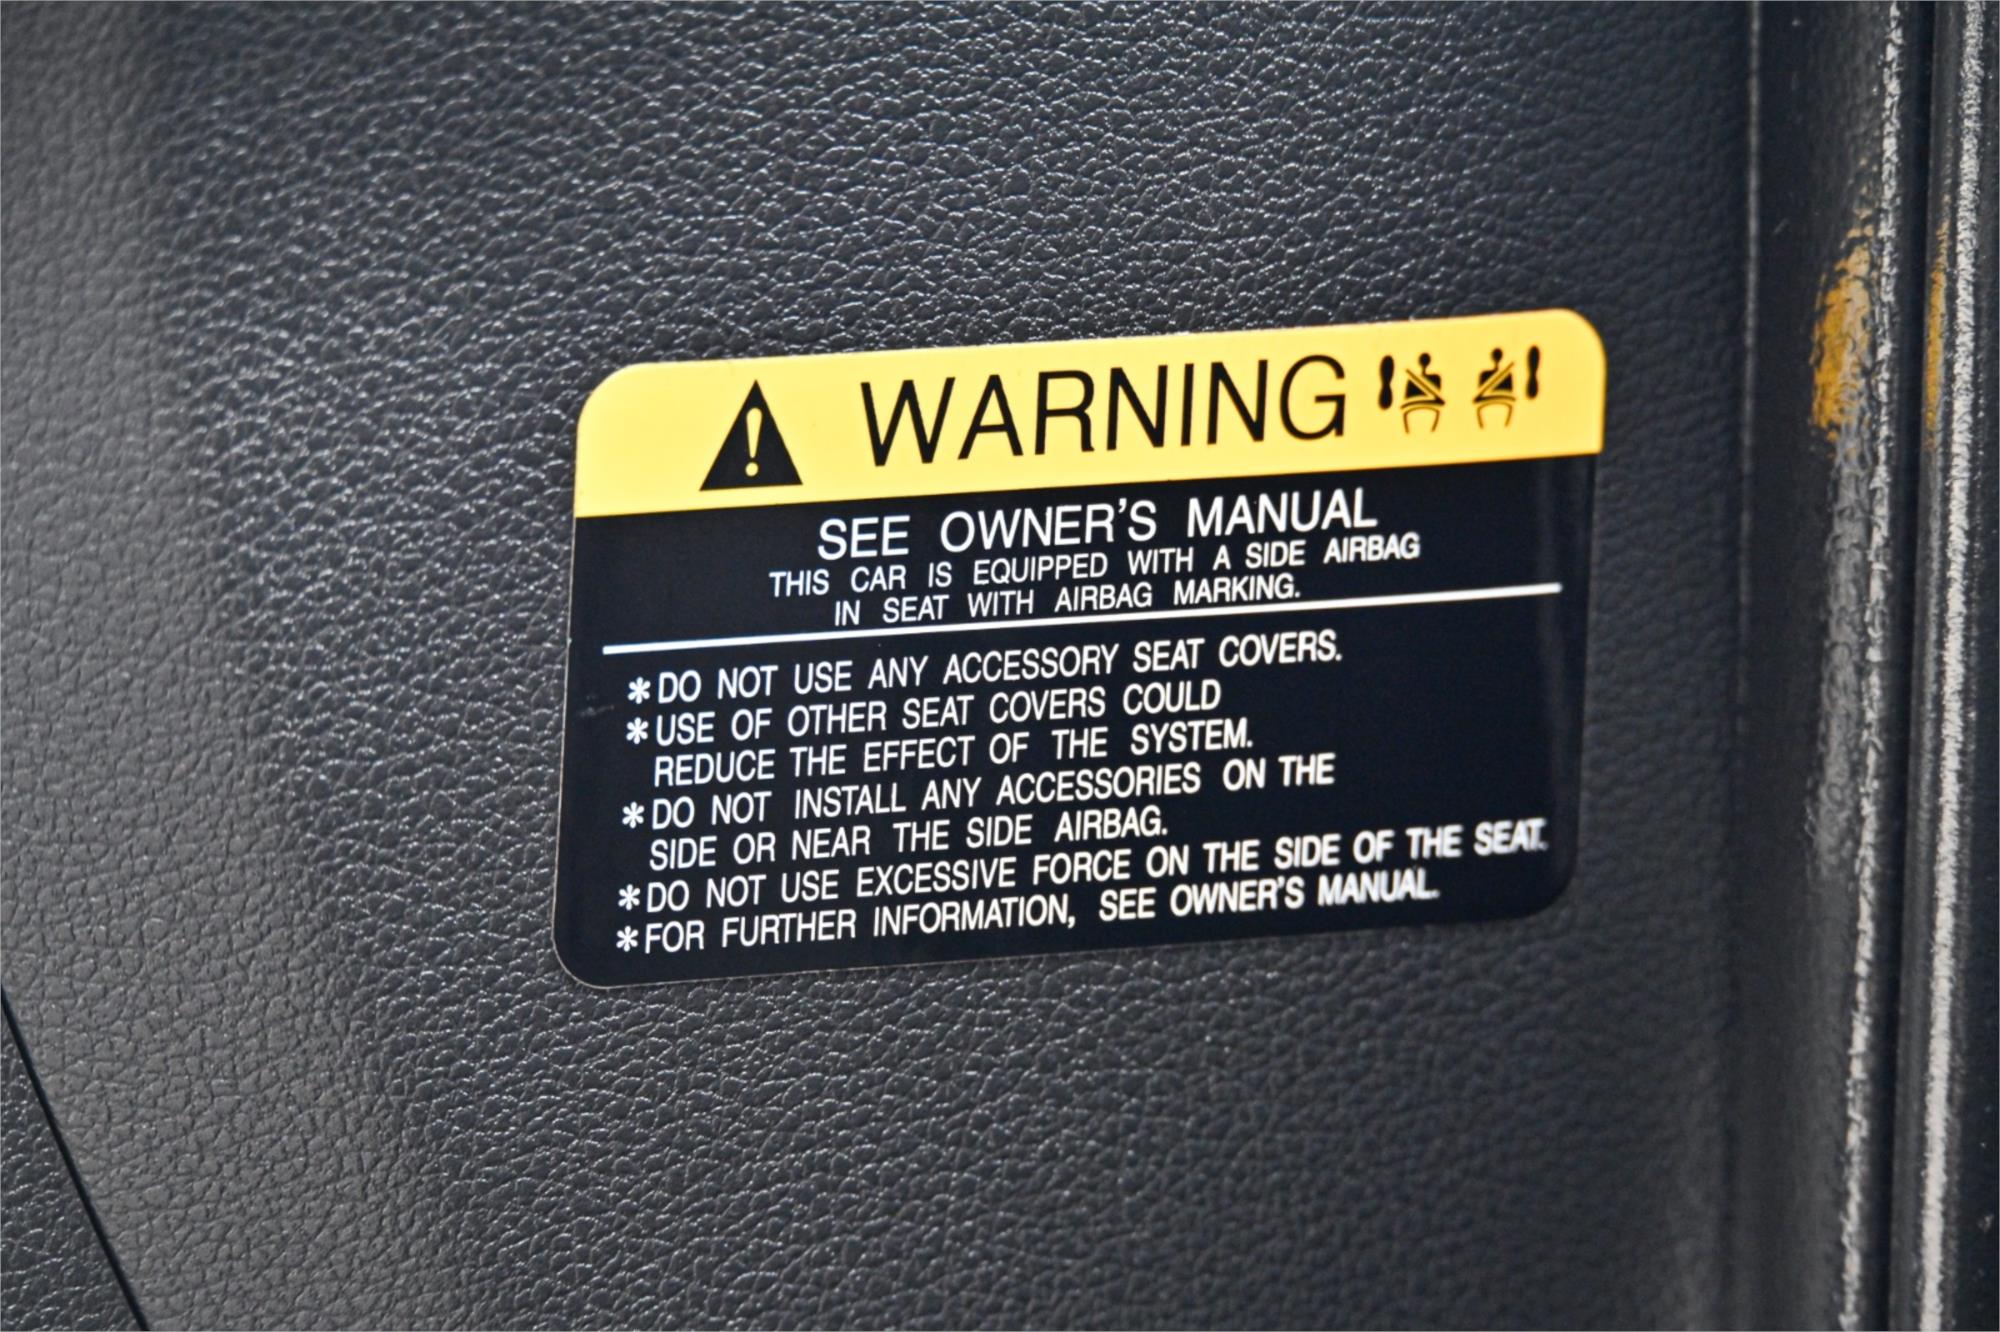 WARNING
SEE OWNER'S MANUAL
THIS CAR IS EQUIPPED WITH A SIDE AIRBAG
IN SEAT WITH AIRBAG MARKING.
*DO NOT USE ANY ACCESSORY SEAT COVERS.
*USE OF OTHER SEAT COVERS COULD
REDUCE THE EFFECT OF THE SYSTEM.
*DO NOT INSTALL ANY ACCESSORIES ON THE
SIDE OR NEAR THE SIDE AIRBAG.
*DO NOT USE EXCESSIVE FORCE ON THE SIDE OF THE SEAT.
*FOR FURTHER INFORMATION, SEE OWNER'S MANUAL.